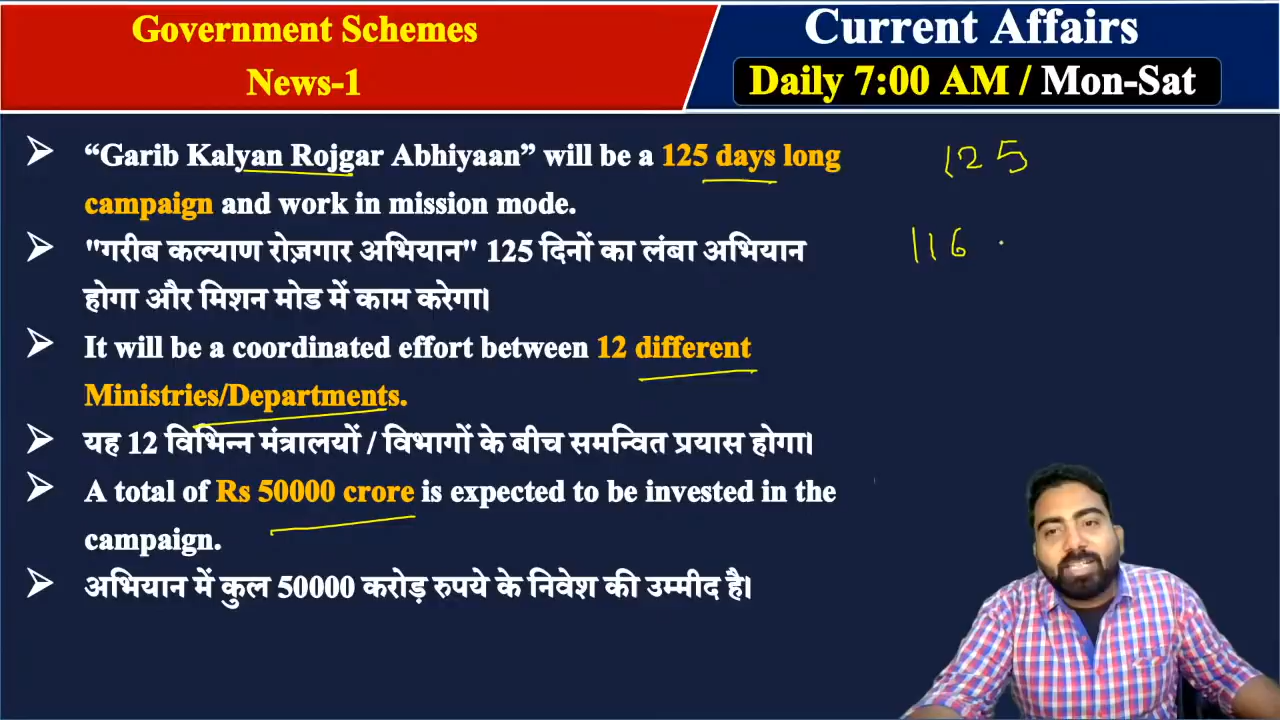 Government Schemes
News-1
Current Affairs
Daily 7:00 AM / Mon-Sat
➤ “Garib Kalyan Rojgar Abhiyaan” will be a 125 days long
campaign and work in mission mode.
➤ "गरीब कल्याण रोज़गार अभियान" 125 दिनों का लंबा अभियान
होगा और मिशन मोड में काम करेगा।
➤ It will be a coordinated effort between 12 different
Ministries/Departments.
➤ यह 12 विभिन्न मंत्रालयों / विभागों के बीच समन्वित प्रयास होगा।
➤ A total of Rs 50000 crore is expected to be invested in the
campaign.
➤ अभियान में कुल 50000 करोड़ रुपये के निवेश की उम्मीद है।
125
116